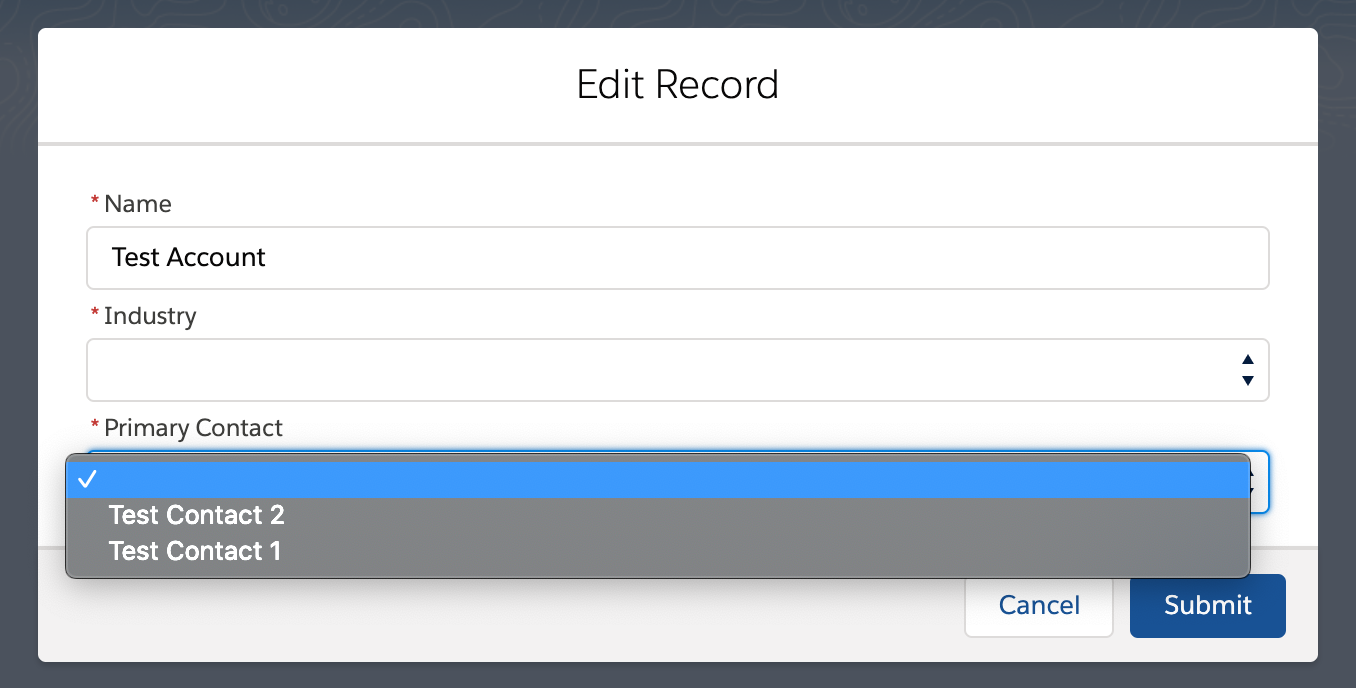 Edit Record
* Name
Test Account
* Industry
* Primary Contact
✓
Test Contact 2
Test Contact 1
Cancel
Submit